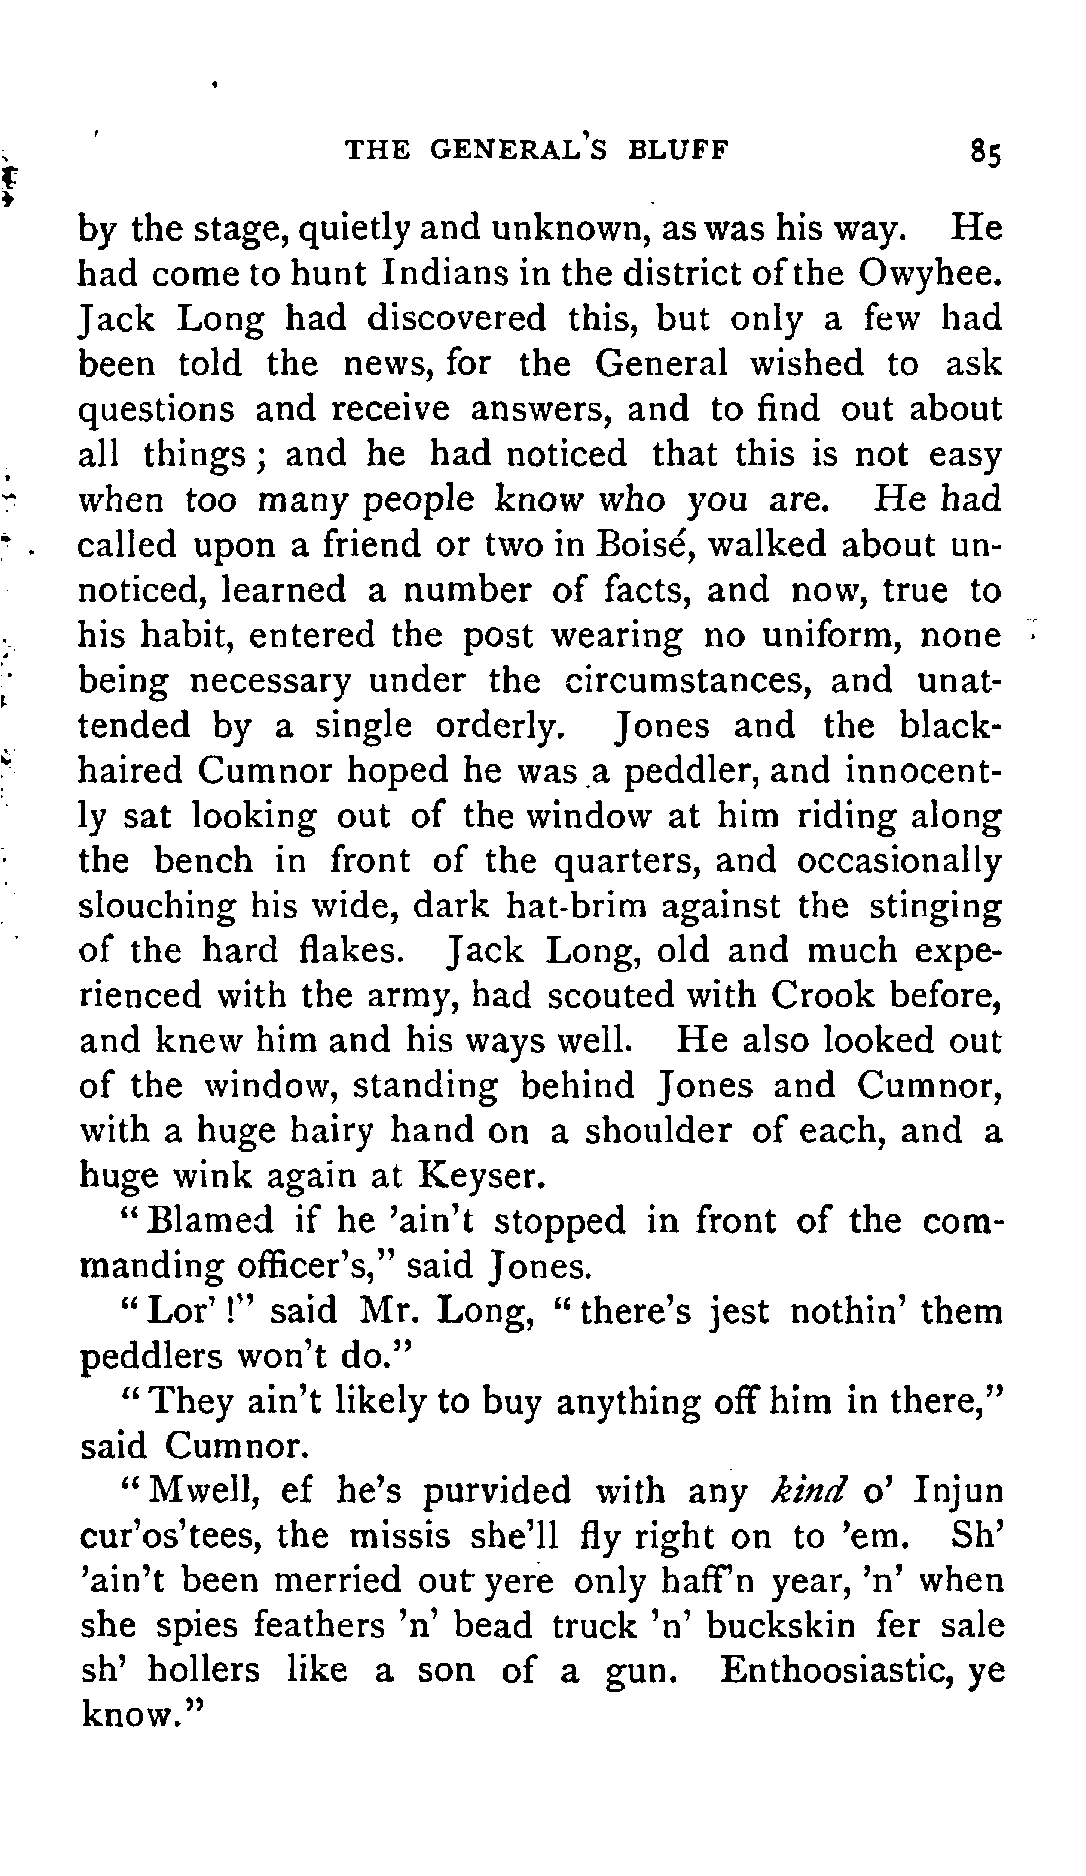 THE GENERAL'S BLUFF 85
by the stage, quietly and unknown, as was his way. He
had come to hunt Indians in the district of the Owyhee.
Jack Long had discovered this, but only a few had
been told the news, for the General wished to ask
questions and receive answers, and to find out about
all things; and he had noticed that this is not easy
when too many people know who you are. He had
called upon a friend or two in Boisé, walked about un-
noticed, learned a number of facts, and now, true to
his habit, entered the post wearing no uniform, none
being necessary under the circumstances, and unat-
tended by a single orderly. Jones and the black-
haired Cumnor hoped he was a peddler, and innocent-
ly sat looking out of the window at him riding along
the bench in front of the quarters, and occasionally
slouching his wide, dark hat-brim against the stinging
of the hard flakes. Jack Long, old and much expe-
rienced with the army, had scouted with Crook before,
and knew him and his ways well. He also looked out
of the window, standing behind Jones and Cumnor,
with a huge hairy hand on a shoulder of each, and a
huge wink again at Keyser.
"Blamed if he 'ain't stopped in front of the com-
manding officer's," said Jones.
"Lor'!" said Mr. Long, "there's jest nothin' them
peddlers won't do."
"They ain't likely to buy anything off him in there,"
said Cumnor.
"Mwell, ef he's purvided with any kind o' Injun
cur'os'tees, the missis she'll fly right on to 'em. Sh'
'ain't been merried out yere only haff'n year, 'n' when
she spies feathers 'n' bead truck 'n' buckskin fer sale
sh' hollers like a son of a gun. Enthoosiastic, ye
know."